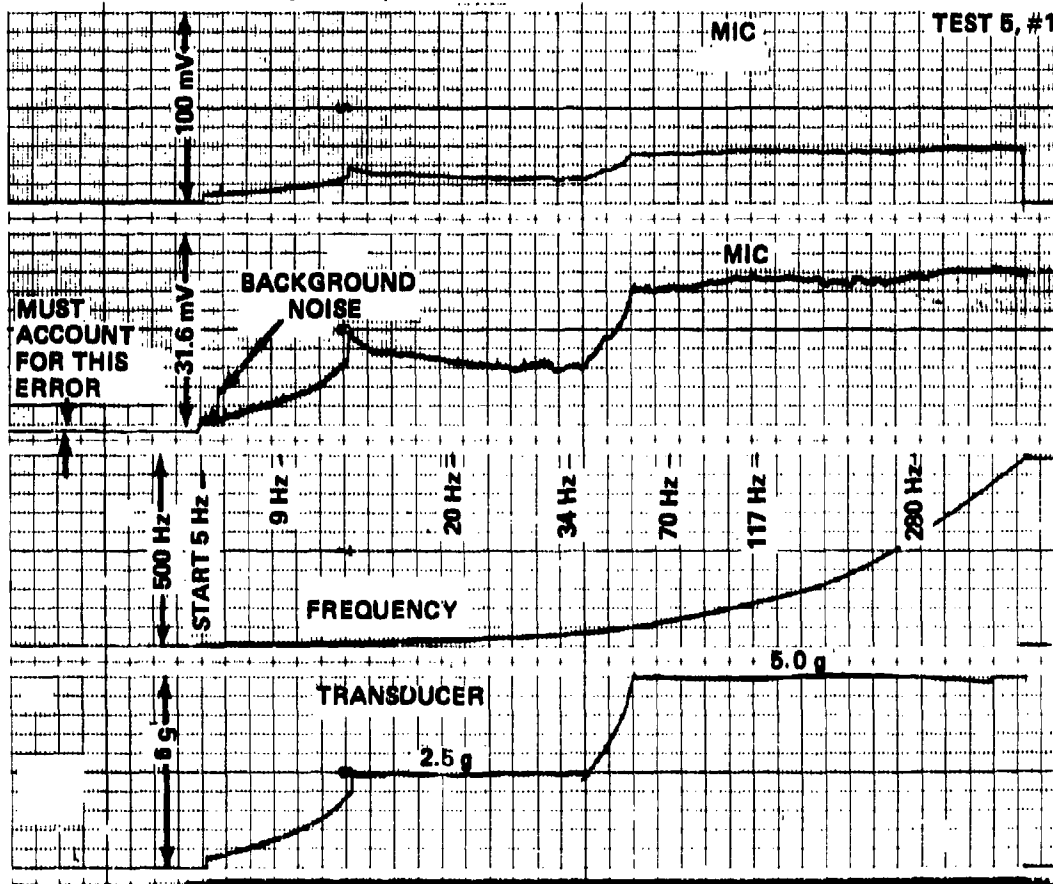 MIC
TEST 5, #1
100 mV
MIC
BACKGROUND
NOISE
MUST
ACCOUNT
FOR THIS
ERROR
31.6 mV
500 Hz
START 5 Hz
9 Hz
20 Hz
34 Hz
70 Hz
117 Hz
280 Hz
FREQUENCY
5.0 g
TRANSDUCER
5 g
2.5 g